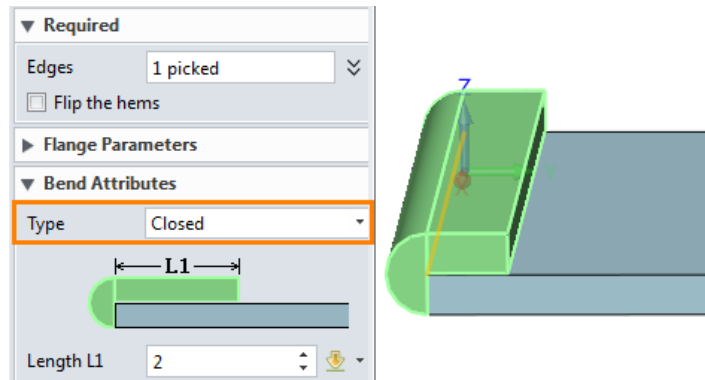 Required
Edges 1 picked
Flip the hems
Flange Parameters
Bend Attributes
Type Closed
L1
Length L1 2
Z